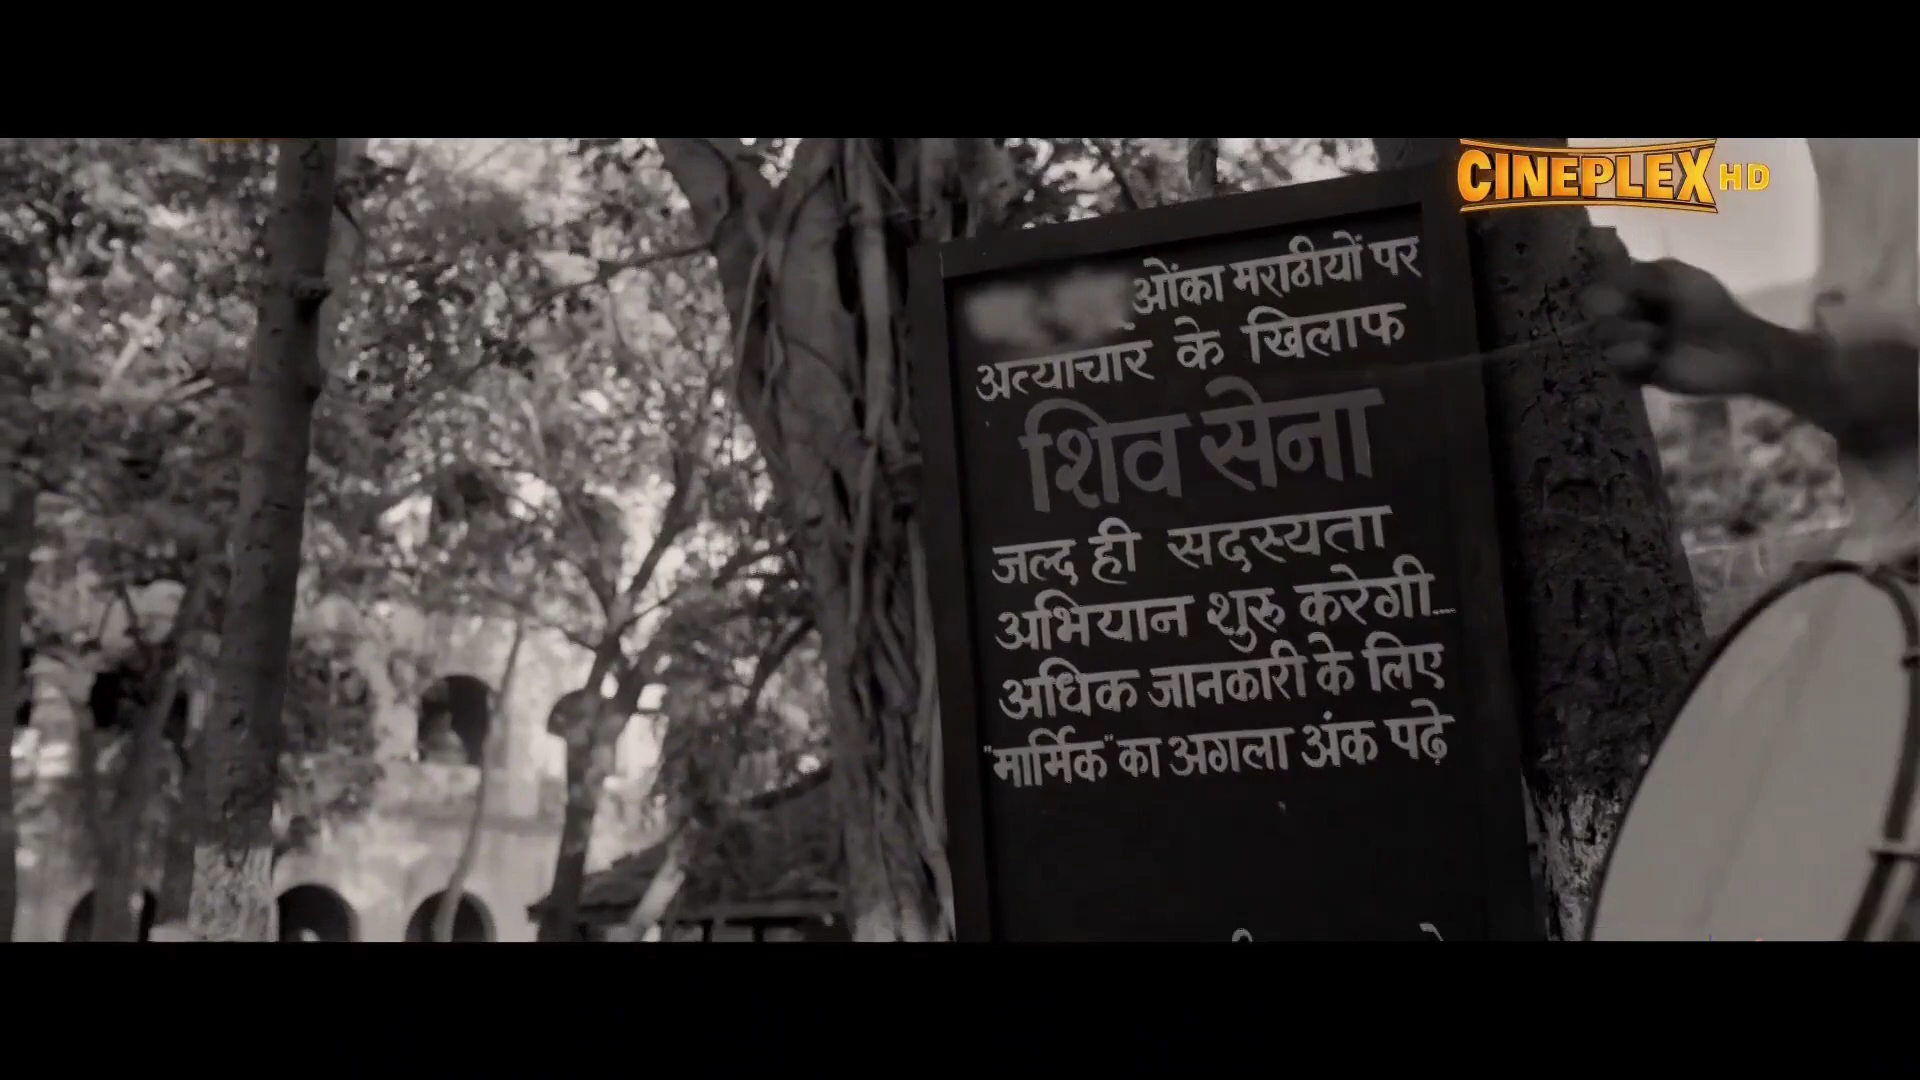 CINEPLEX HD
ओंका मराठीयों पर
अत्याचार के खिलाफ
शिव सेना
जल्द ही सदस्यता
अभियान शुरु करेगी....
अधिक जानकारी के लिए
"मार्मिक" का अगला अंक पढ़े